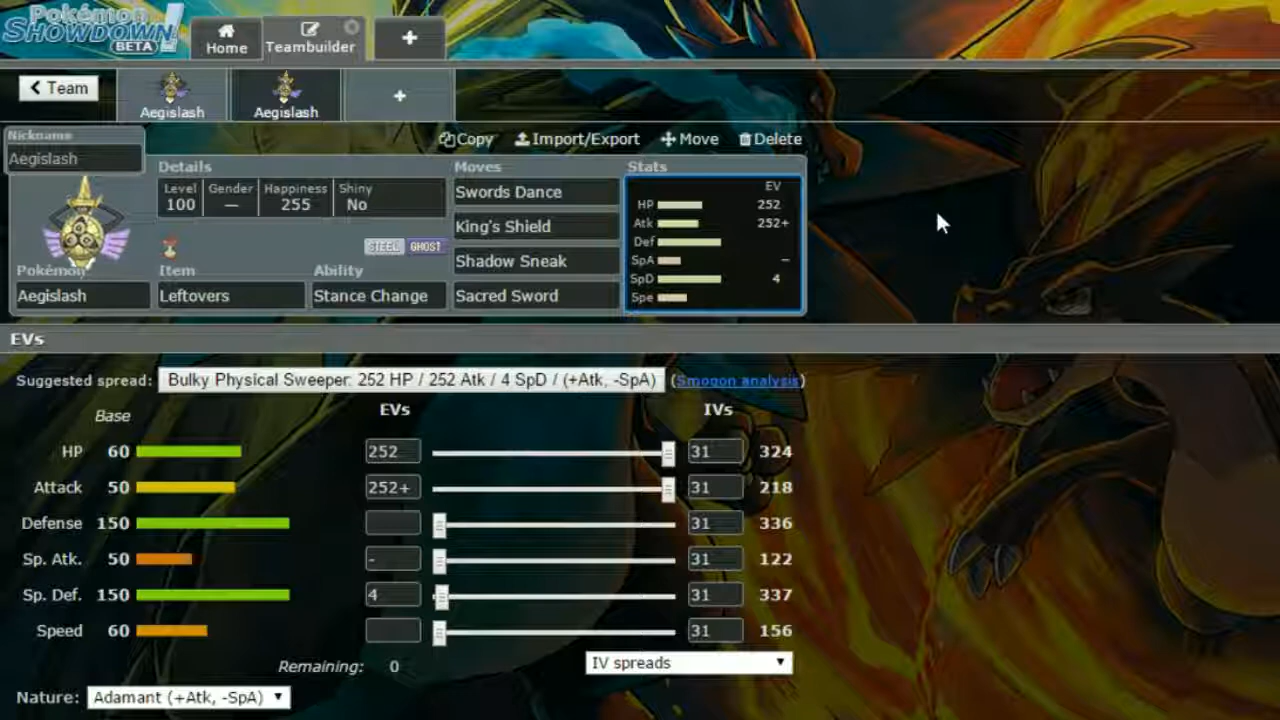 Pokémon
SHOWDOWN!
BETA
Home
Teambuilder
+
< Team
Aegislash
Aegislash
+
Nickname
Aegislash
Copy Import/Export Move Delete
Details
Level Gender Happiness Shiny
100 — 255 No
STEEL GHOST
Pokémon Item Ability
Aegislash Leftovers Stance Change
Moves
Swords Dance
King's Shield
Shadow Sneak
Sacred Sword
Stats
EV
HP 252
Atk 252+
Def
SpA −
SpD 4
Spe
EVs
Suggested spread: Bulky Physical Sweeper: 252 HP / 252 Atk / 4 SpD / (+Atk, -SpA) (Smogon analysis)
Base EVs IVs
HP 60 252 31 324
Attack 50 252+ 31 218
Defense 150 31 336
Sp. Atk. 50 - 31 122
Sp. Def. 150 4 31 337
Speed 60 31 156
Remaining: 0 IV spreads
Nature: Adamant (+Atk, -SpA)